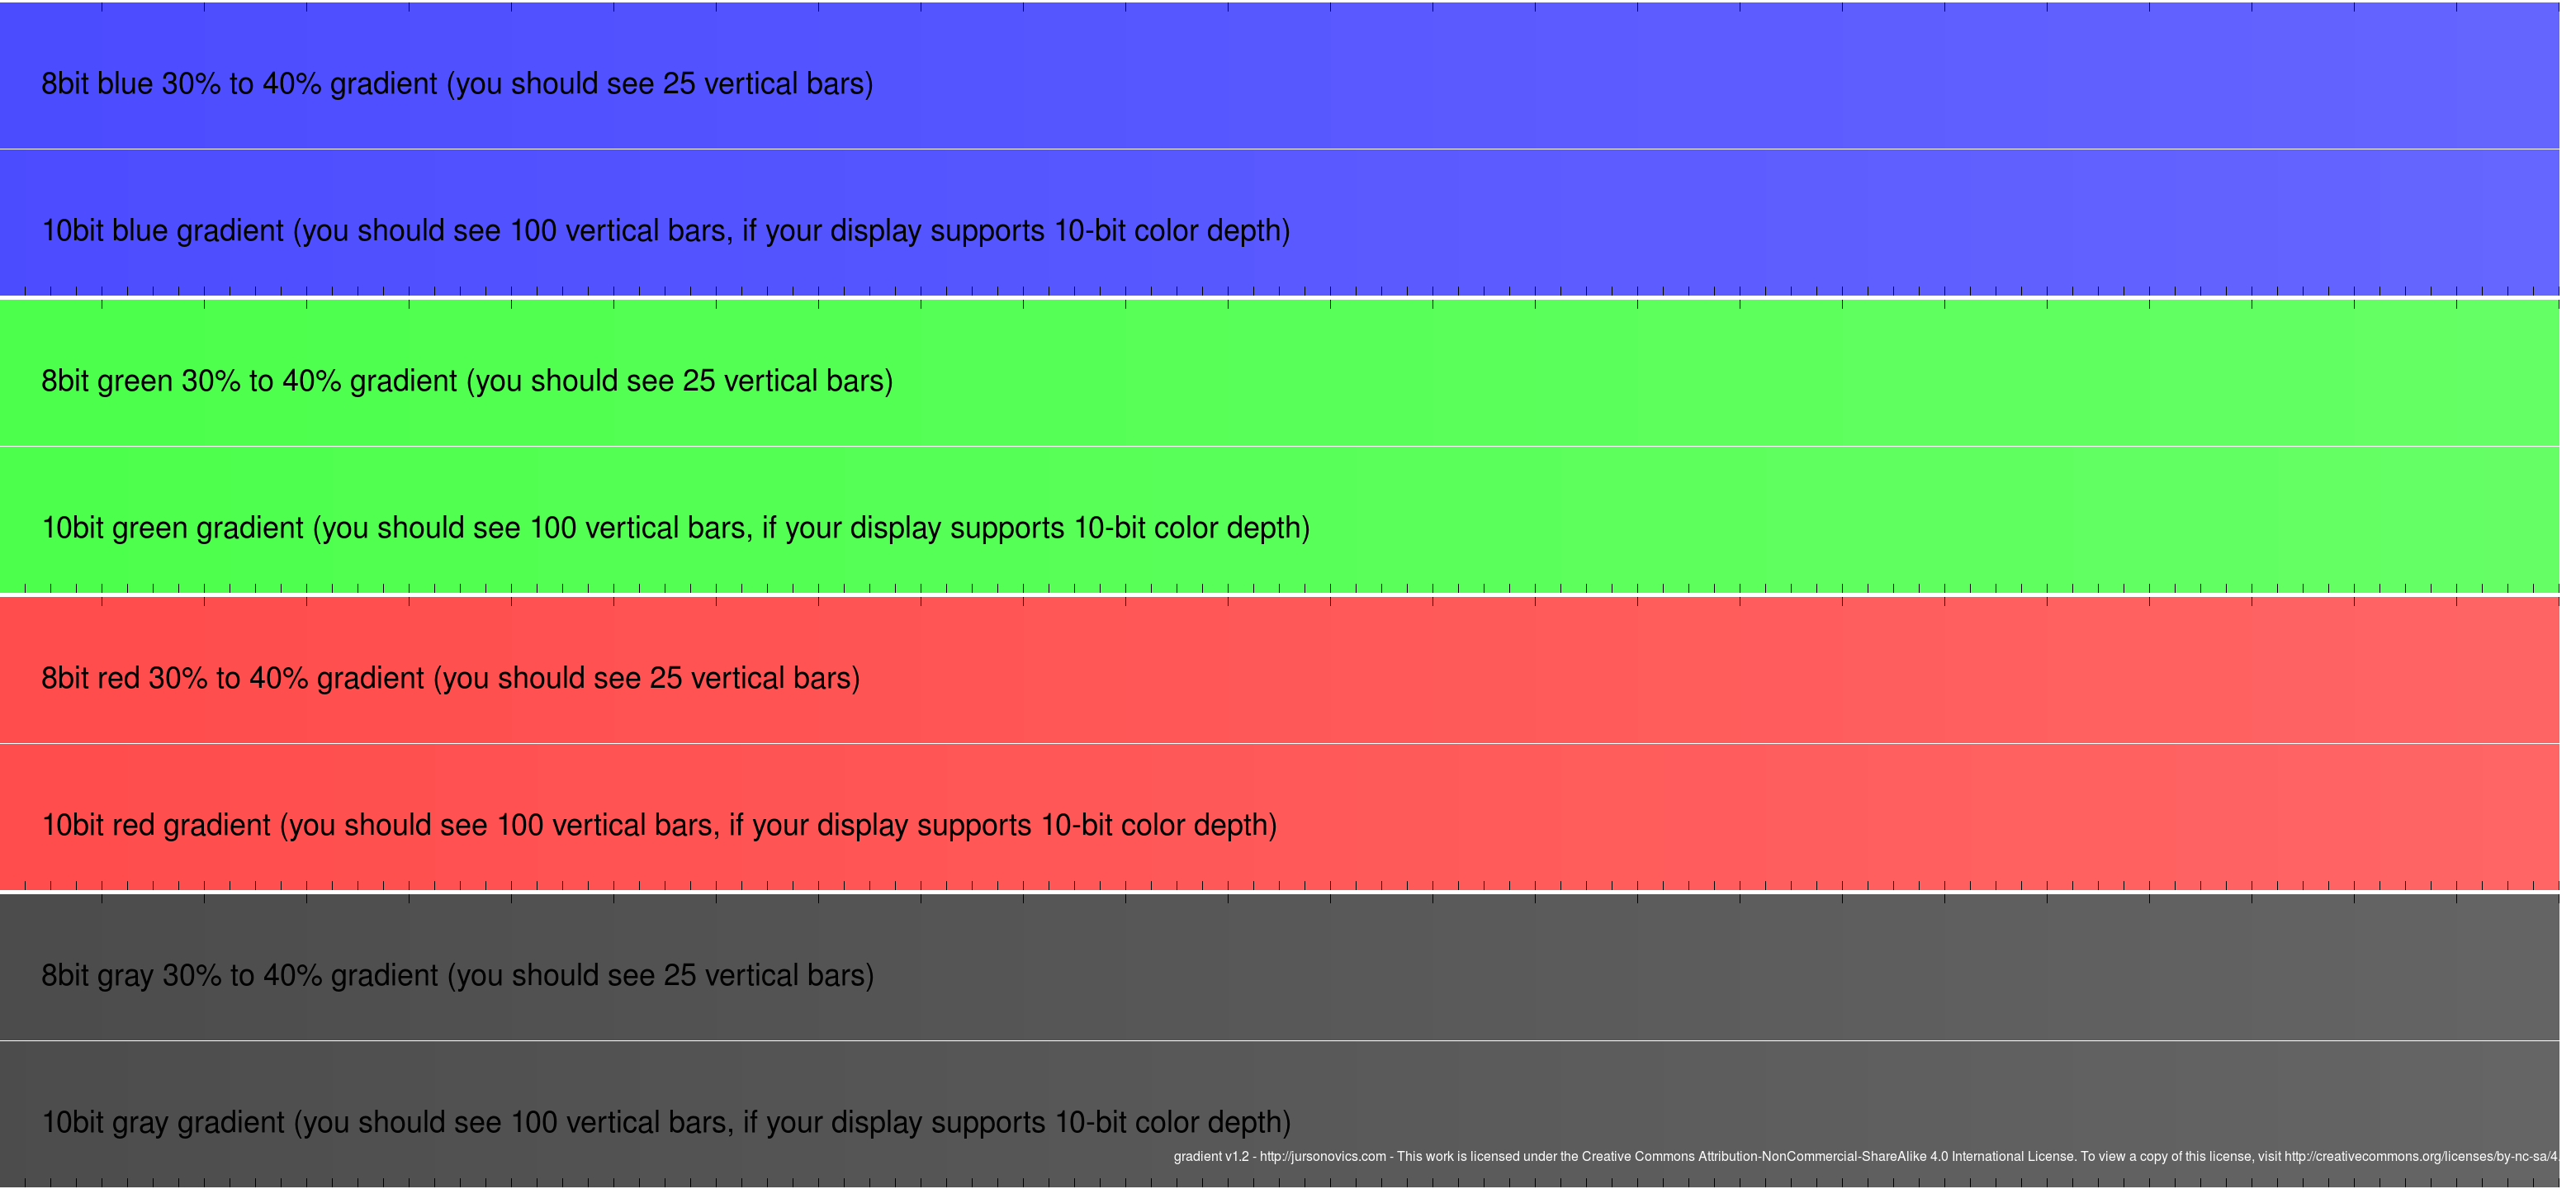 8bit blue 30% to 40% gradient (you should see 25 vertical bars)
10bit blue gradient (you should see 100 vertical bars, if your display supports 10-bit color depth)
8bit green 30% to 40% gradient (you should see 25 vertical bars)
10bit green gradient (you should see 100 vertical bars, if your display supports 10-bit color depth)
8bit red 30% to 40% gradient (you should see 25 vertical bars)
10bit red gradient (you should see 100 vertical bars, if your display supports 10-bit color depth)
8bit gray 30% to 40% gradient (you should see 25 vertical bars)
10bit gray gradient (you should see 100 vertical bars, if your display supports 10-bit color depth)
gradient v1.2 - http://jursonovics.com - This work is licensed under the Creative Commons Attribution-NonCommercial-ShareAlike 4.0 International License. To view a copy of this license, visit http://creativecommons.org/licenses/by-nc-sa/4.